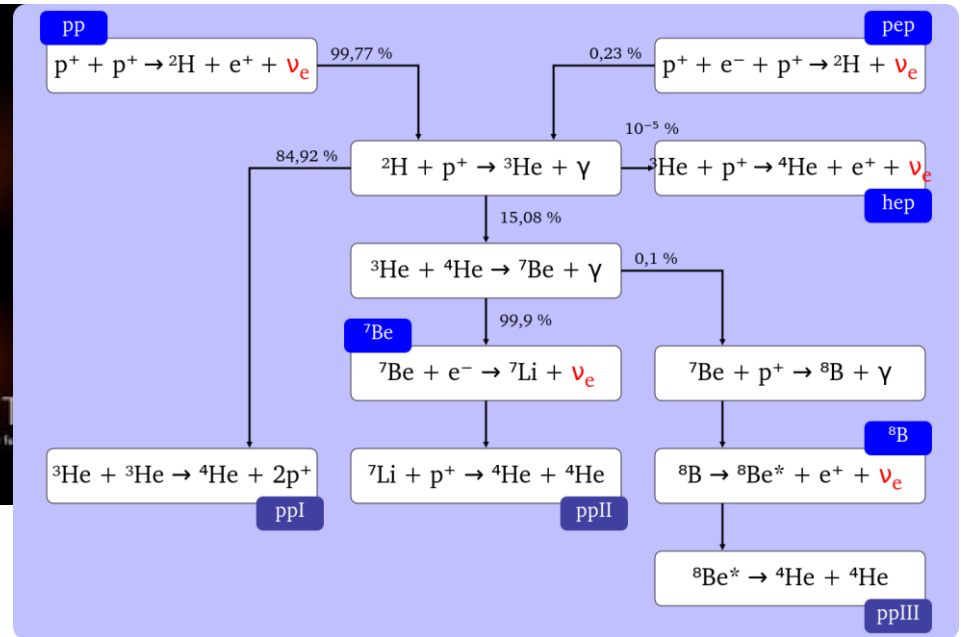 pp
pep
p⁺ + p⁺ → ²H + e⁺ + νₑ
99,77 %
0,23 %
p⁺ + e⁻ + p⁺ → ²H + νₑ
10⁻⁵ %
84,92 %
²H + p⁺ → ³He + γ
³He + p⁺ → ⁴He + e⁺ + νₑ
hep
15,08 %
³He + ⁴He → ⁷Be + γ
0,1 %
99,9 %
⁷Be
⁷Be + e⁻ → ⁷Li + νₑ
⁷Be + p⁺ → ⁸B + γ
⁸B
³He + ³He → ⁴He + 2p⁺
⁷Li + p⁺ → ⁴He + ⁴He
⁸B → ⁸Be* + e⁺ + νₑ
ppI
ppII
⁸Be* → ⁴He + ⁴He
ppIII